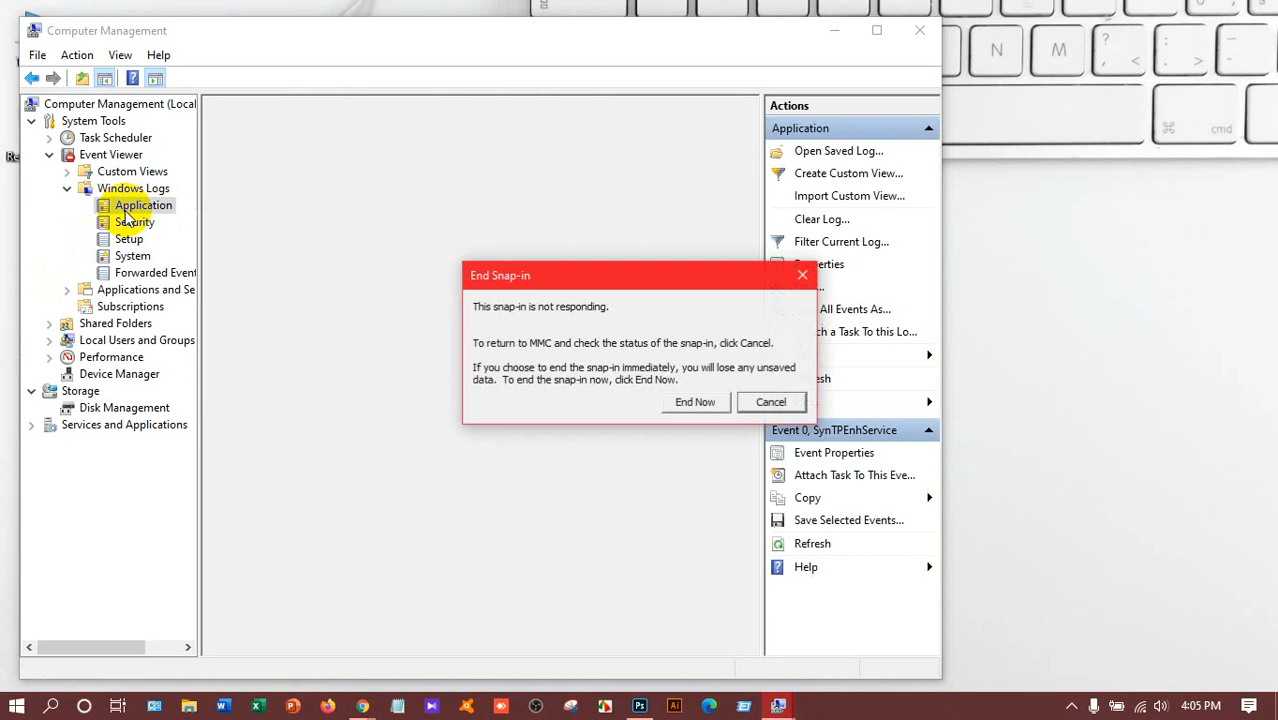 Computer Management
File Action View Help
Computer Management (Local
System Tools
Task Scheduler
Event Viewer
Custom Views
Windows Logs
Application
Security
Setup
System
Forwarded Event
Applications and Se
Subscriptions
Shared Folders
Local Users and Groups
Performance
Device Manager
Storage
Disk Management
Services and Applications
End Snap-in
This snap-in is not responding.
To return to MMC and check the status of the snap-in, click Cancel.
If you choose to end the snap-in immediately, you will lose any unsaved
data. To end the snap-in now, click End Now.
End Now Cancel
Actions
Application
Open Saved Log...
Create Custom View...
Import Custom View...
Clear Log...
Filter Current Log...
perties
All Events As...
h a Task To this Lo...
esh
Event 0, SynTPEnhService
Event Properties
Attach Task To This Eve...
Copy
Save Selected Events...
Refresh
Help
N
M
?
,
<
:
.
>
cmd
4:05 PM